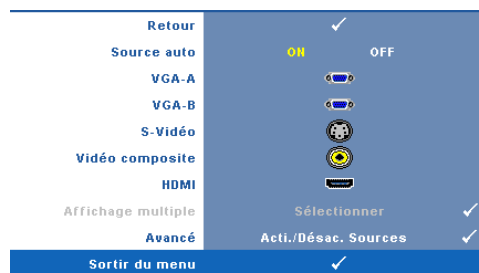 Retour
Source auto ON OFF
VGA-A
VGA-B
S-Vidéo
Vidéo composite
HDMI
Affichage multiple Sélectionner
Avancé Acti./Désac. Sources
Sortir du menu